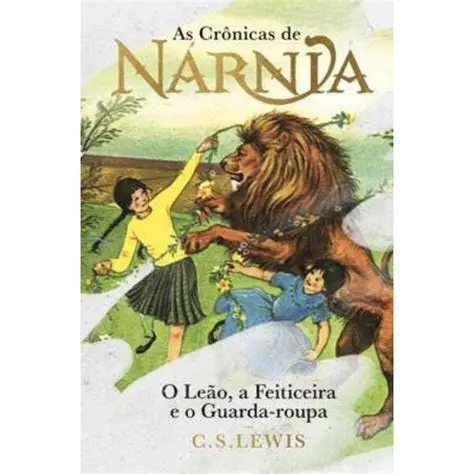 As Crônicas de
NÁRNIA
O Leão, a Feiticeira
e o Guarda-roupa
C.S.LEWIS